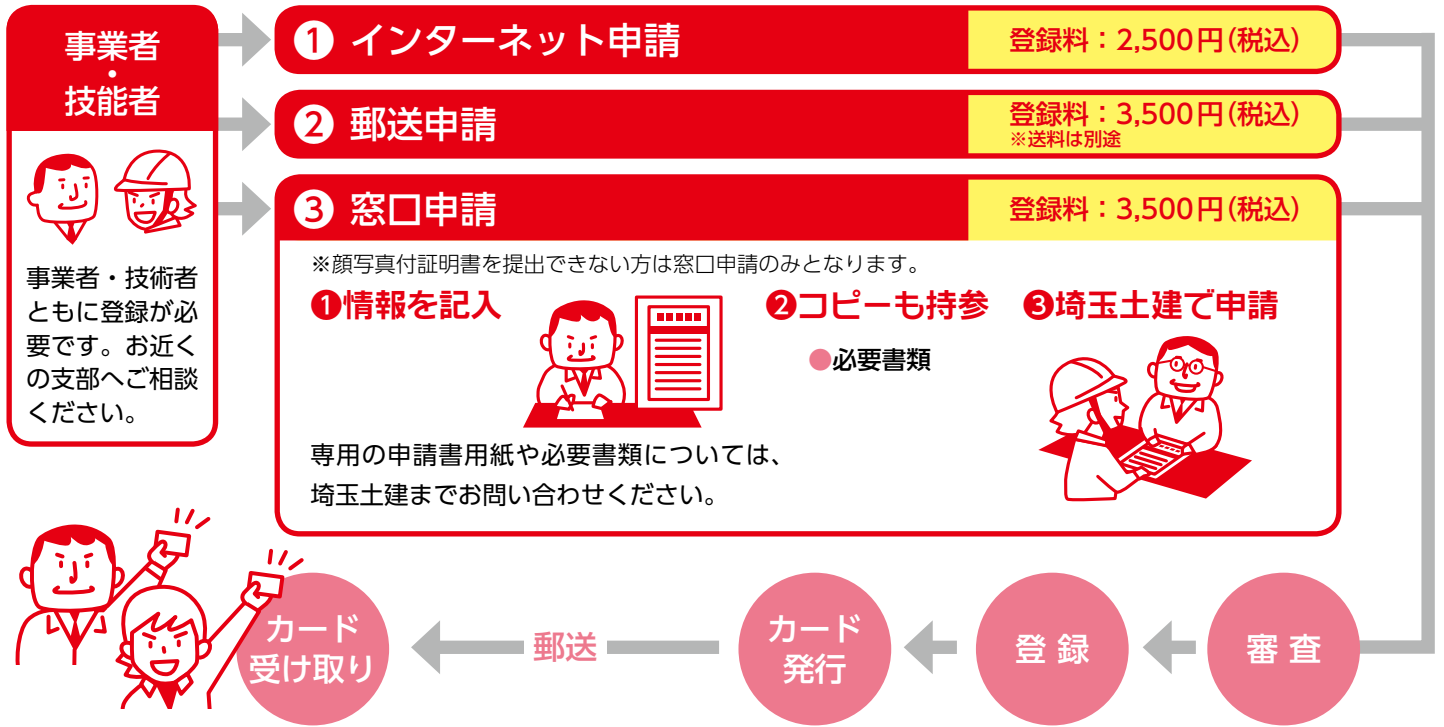 事業者
・
技能者
事業者・技術者
ともに登録が必
要です。お近く
の支部へご相談
ください。
❶ インターネット申請
登録料：2,500円（税込）
❷ 郵送申請
登録料：3,500円（税込）
※送料は別途
❸ 窓口申請
登録料：3,500円（税込）
※顔写真付証明書を提出できない方は窓口申請のみとなります。
❶情報を記入
❷コピーも持参
●必要書類
❸埼玉土建で申請
専用の申請書用紙や必要書類については、
埼玉土建までお問い合わせください。
審 査
登 録
カード
発行
郵送
カード
受け取り